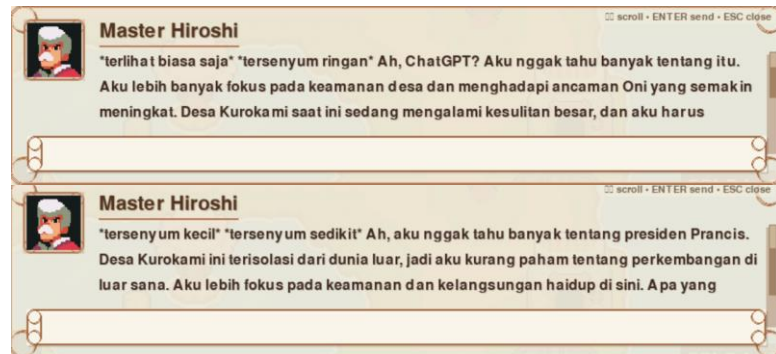 scroll • ENTER send • ESC close
Master Hiroshi
*terlihat biasa saja* *tersenyum ringan* Ah, ChatGPT? Aku nggak tahu banyak tentang itu.
Aku lebih banyak fokus pada keamanan desa dan menghadapi ancaman Oni yang semakin
meningkat. Desa Kurokami saat ini sedang mengalami kesulitan besar, dan aku harus
scroll • ENTER send • ESC close
Master Hiroshi
*tersenyum kecil* *tersenyum sedikit* Ah, aku nggak tahu banyak tentang presiden Prancis.
Desa Kurokami ini terisolasi dari dunia luar, jadi aku kurang paham tentang perkembangan di
luar sana. Aku lebih fokus pada keamanan dan kelangsungan haidup di sini. Apa yang